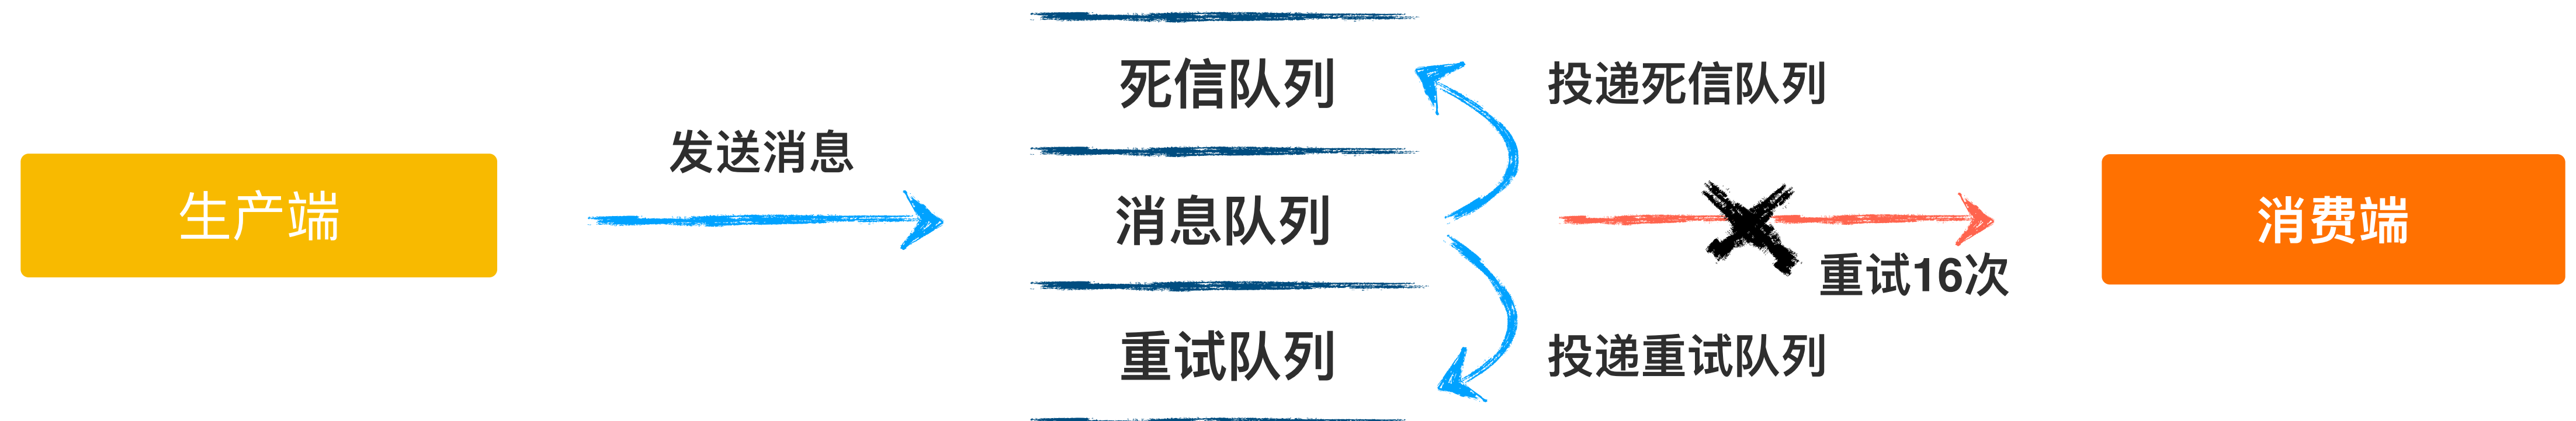 生产端
发送消息
死信队列
消息队列
重试队列
投递死信队列
重试16次
投递重试队列
消费端